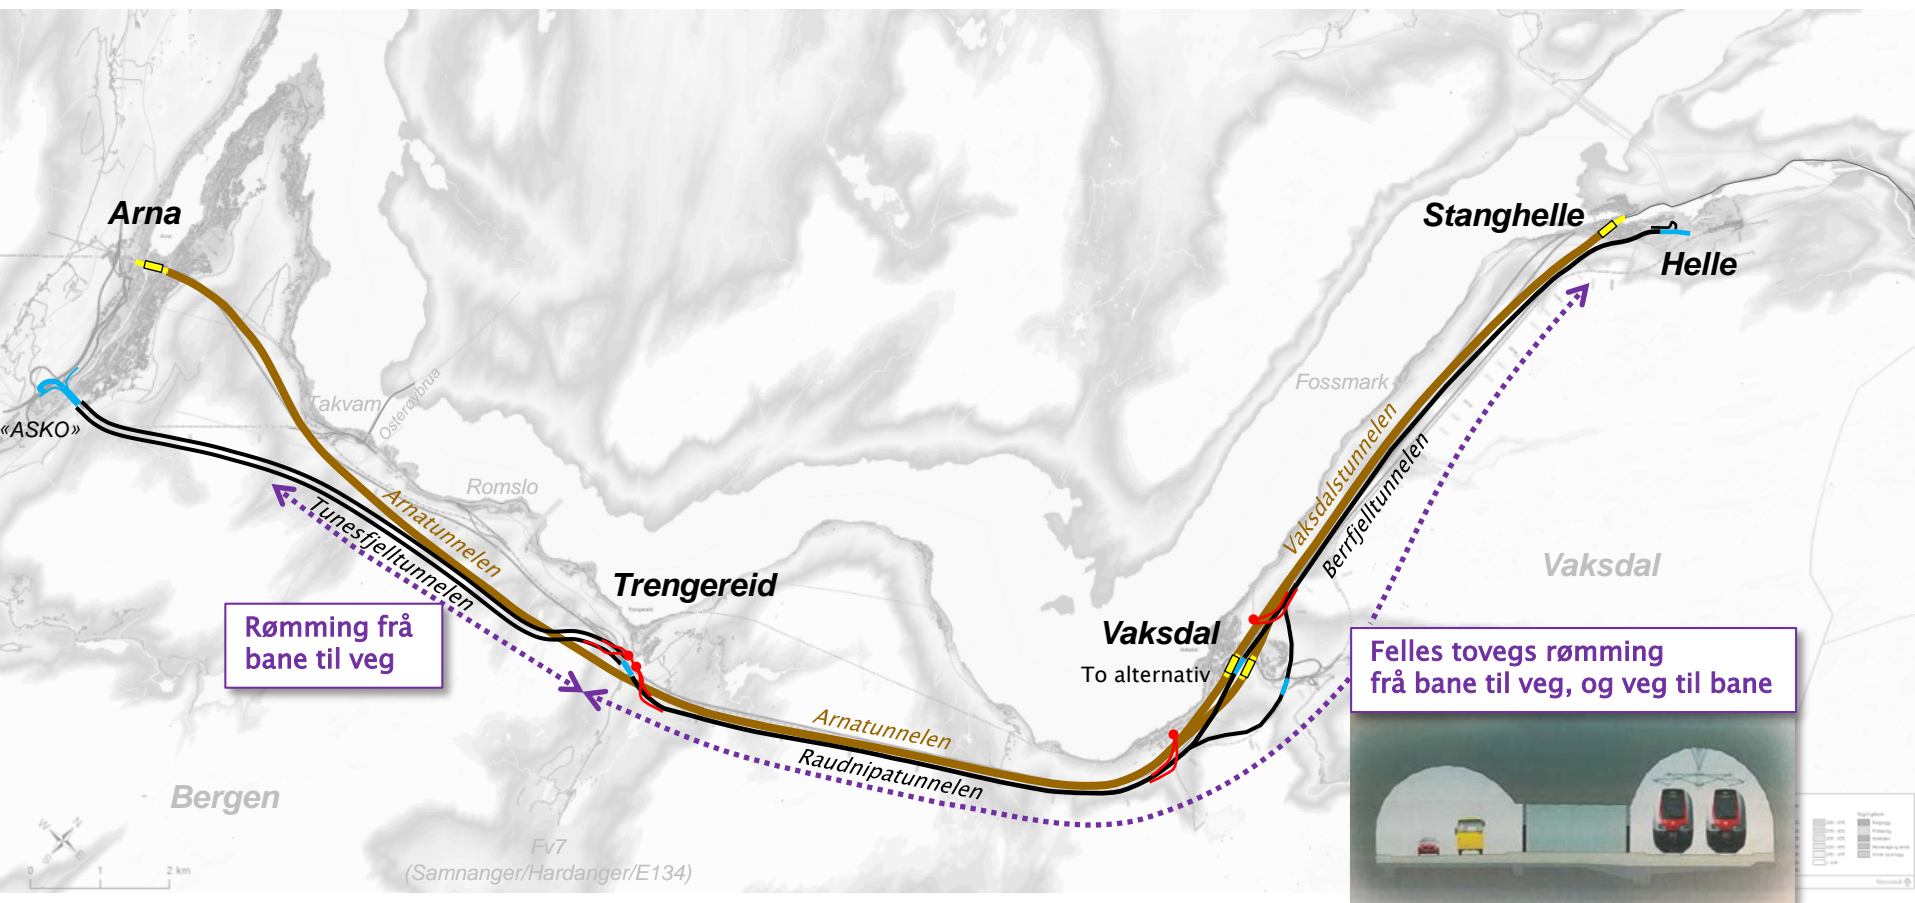 Arna
Stanghelle
Helle
Fossmark
Takvam
Osterøybrua
«ASKO»
Romslo
Arnatunnelen
Tunesfjelltunnelen
Vaksdalstunnelen
Berrfjelltunnelen
Vaksdal
Trengereid
Trengereid
Rømming frå
bane til veg
Vaksdal
To alternativ
Felles tovegs rømming
frå bane til veg, og veg til bane
Arnatunnelen
Raudnipatunnelen
Bergen
W N
S E
0 1 2 km
Fv7
(Samnanger/Hardanger/E134)